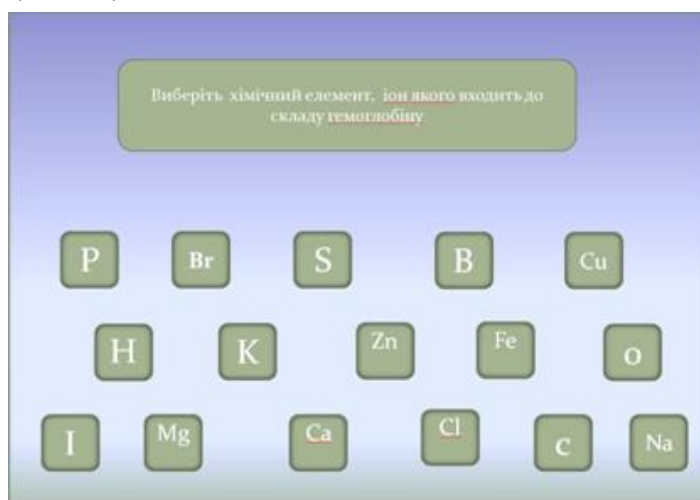 Виберіть хімічний елемент, іон якого входить до
складу гемоглобіну
P Br S B Cu
H K Zn Fe o
I Mg Ca Cl c Na